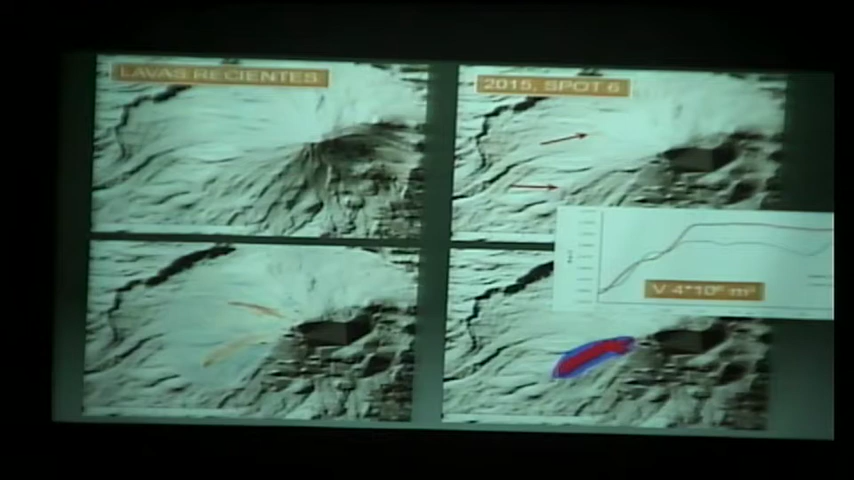 LAVAS RECIENTES
2015, SPOT 6
V 4*10⁶ m³